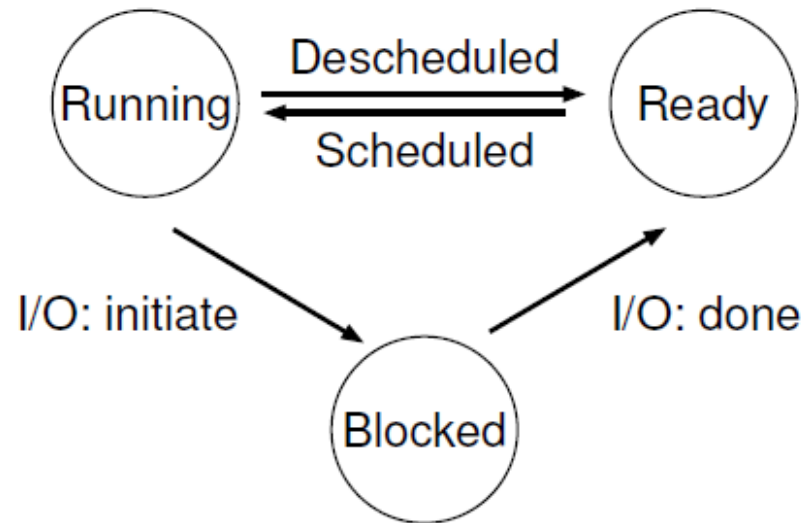 Descheduled
Running
Ready
Scheduled
I/O: initiate
I/O: done
Blocked